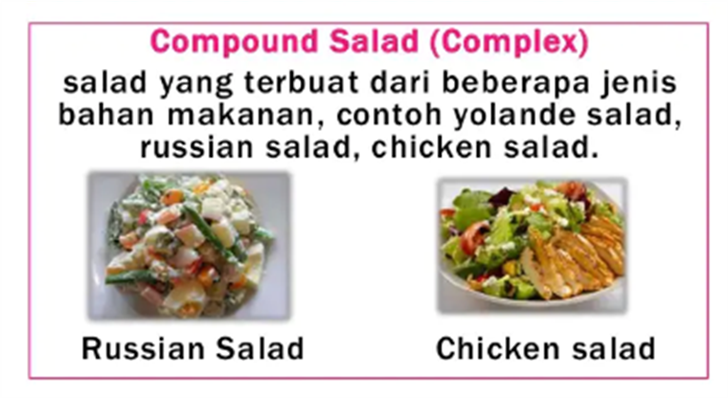 Compound Salad (Complex)
salad yang terbuat dari beberapa jenis
bahan makanan, contoh yolande salad,
russian salad, chicken salad.
Russian Salad
Chicken salad